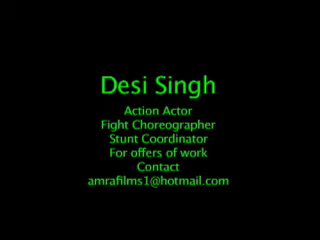 Desi Singh
Action Actor
Fight Choreographer
Stunt Coordinator
For offers of work
Contact
amrafilms1@hotmail.com